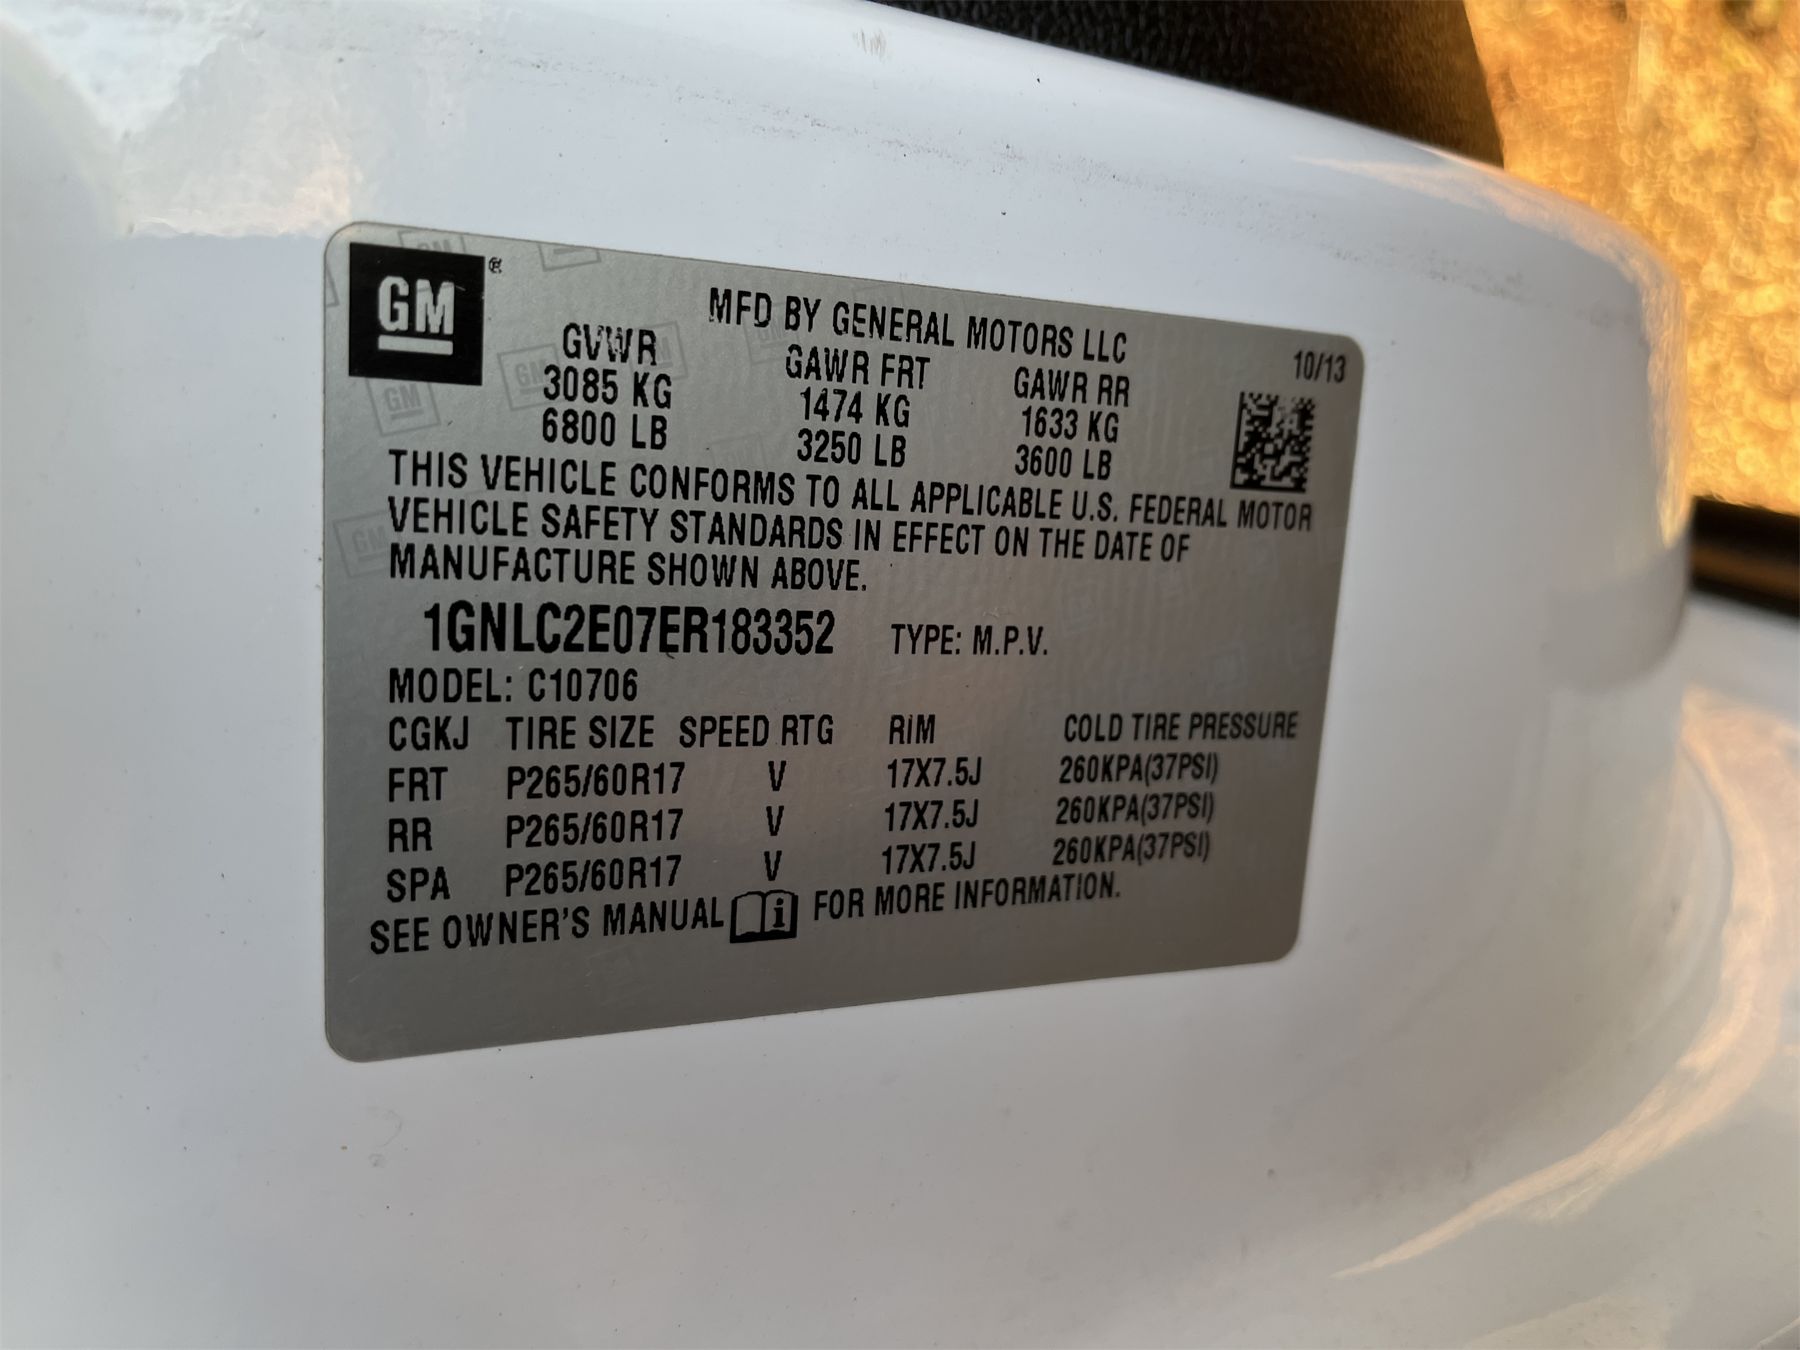 GM ®
MFD BY GENERAL MOTORS LLC
10/13
GVWR GAWR FRT GAWR RR
3085 KG 1474 KG 1633 KG
6800 LB 3250 LB 3600 LB
THIS VEHICLE CONFORMS TO ALL APPLICABLE U.S. FEDERAL MOTOR
VEHICLE SAFETY STANDARDS IN EFFECT ON THE DATE OF
MANUFACTURE SHOWN ABOVE.
1GNLC2E07ER183352 TYPE: M.P.V.
MODEL: C10706
CGKJ TIRE SIZE SPEED RTG RIM COLD TIRE PRESSURE
FRT P265/60R17 V 17X7.5J 260KPA(37PSI)
RR P265/60R17 V 17X7.5J 260KPA(37PSI)
SPA P265/60R17 V 17X7.5J 260KPA(37PSI)
SEE OWNER'S MANUAL i FOR MORE INFORMATION.